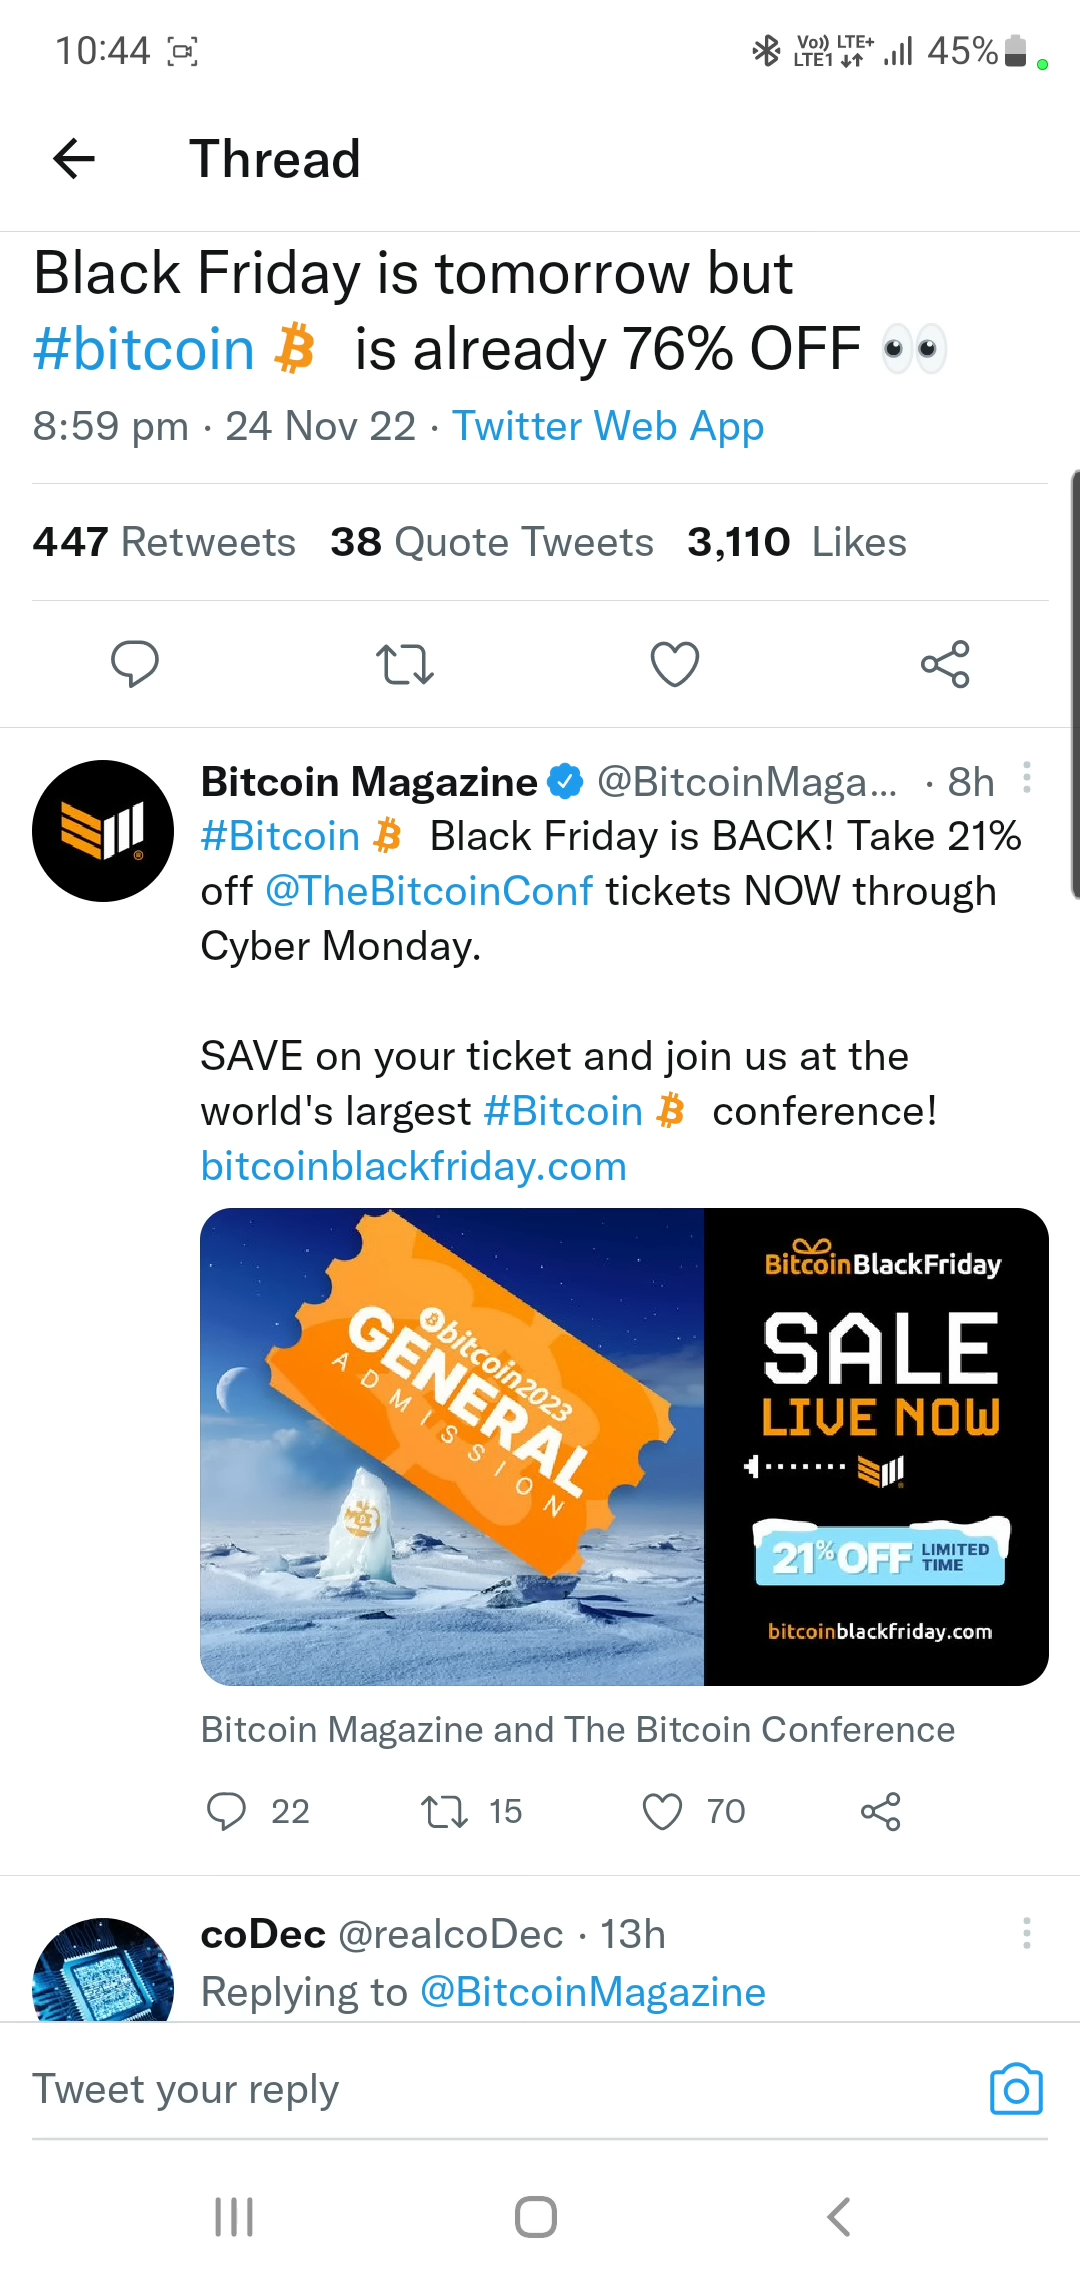 10:44 Vo)) LTE+ LTE1 45%
Thread
Black Friday is tomorrow but
#bitcoin is already 76% OFF 👀
8:59 pm · 24 Nov 22 · Twitter Web App
447 Retweets 38 Quote Tweets 3,110 Likes
Bitcoin Magazine @BitcoinMaga... · 8h
#Bitcoin Black Friday is BACK! Take 21%
off @TheBitcoinConf tickets NOW through
Cyber Monday.
SAVE on your ticket and join us at the
world's largest #Bitcoin conference!
bitcoinblackfriday.com
bitcoin2023
GENERAL
ADMISSION
BitcoinBlackFriday
SALE
LIVE NOW
21% OFF LIMITED
TIME
bitcoinblackfriday.com
Bitcoin Magazine and The Bitcoin Conference
22 15 70
coDec @realcoDec · 13h
Replying to @BitcoinMagazine
Tweet your reply